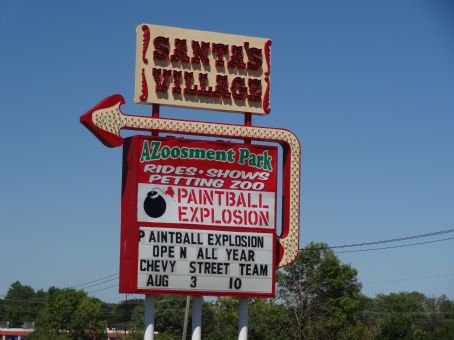 SANTA'S
VILLAGE
AZoosment Park
RIDES • SHOWS
PETTING ZOO
PAINTBALL
EXPLOSION
PAINTBALL EXPLOSION
OPEN ALL YEAR
CHEVY STREET TEAM
AUG 3 10